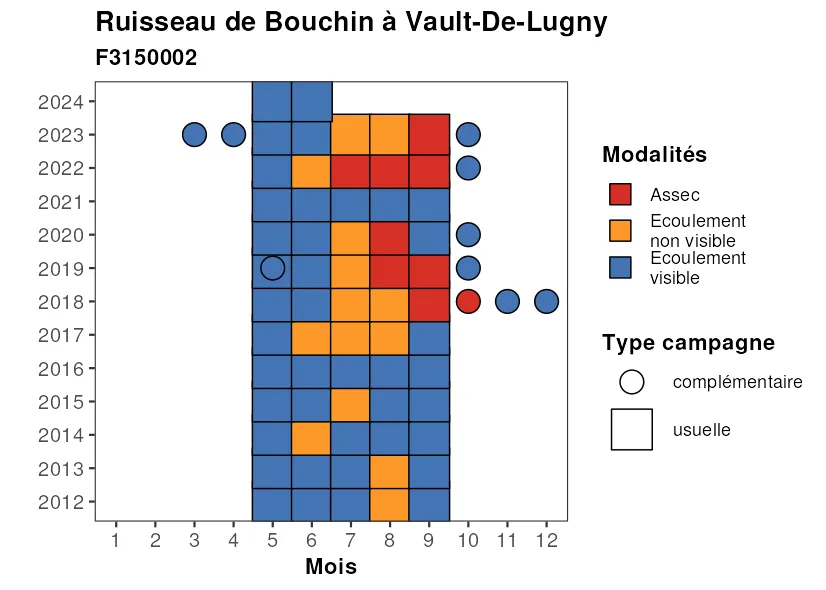 Ruisseau de Bouchin à Vault-De-Lugny
F3150002
2024
2023
2022
2021
2020
2019
2018
2017
2016
2015
2014
2013
2012
1 2 3 4 5 6 7 8 9 10 11 12
Mois
Modalités
Assec
Ecoulement
non visible
Ecoulement
visible
Type campagne
complémentaire
usuelle